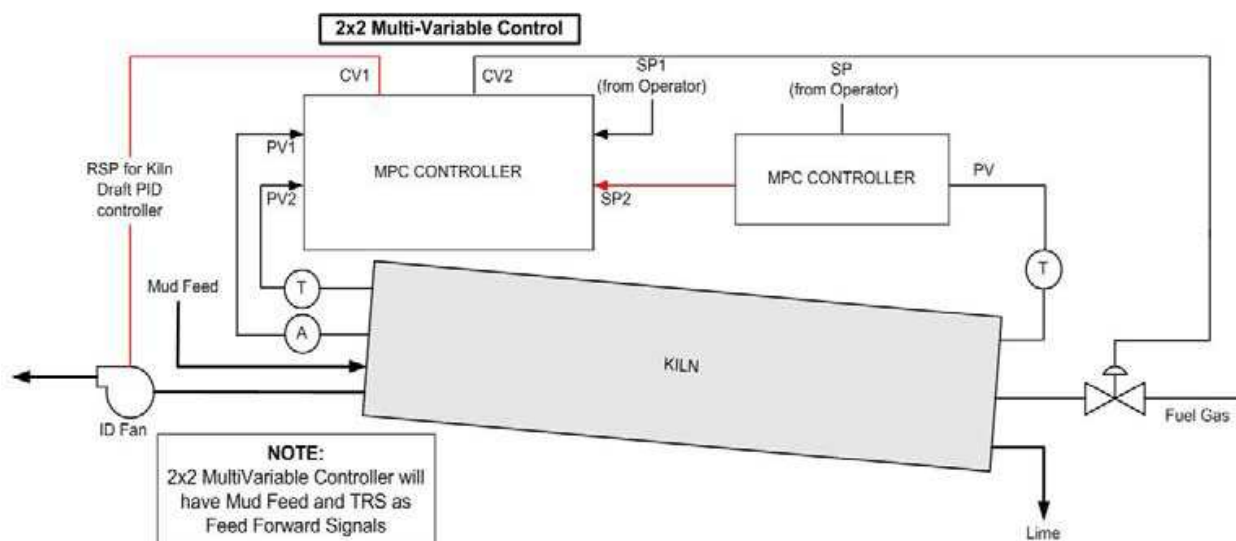 2x2 Multi-Variable Control
CV1
CV2
SP1
(from Operator)
SP
(from Operator)
PV1
PV2
MPC CONTROLLER
SP2
MPC CONTROLLER
PV
RSP for Kiln
Draft PID
controller
Mud Feed
T
A
T
KILN
ID Fan
Fuel Gas
NOTE:
2x2 MultiVariable Controller will
have Mud Feed and TRS as
Feed Forward Signals
Lime